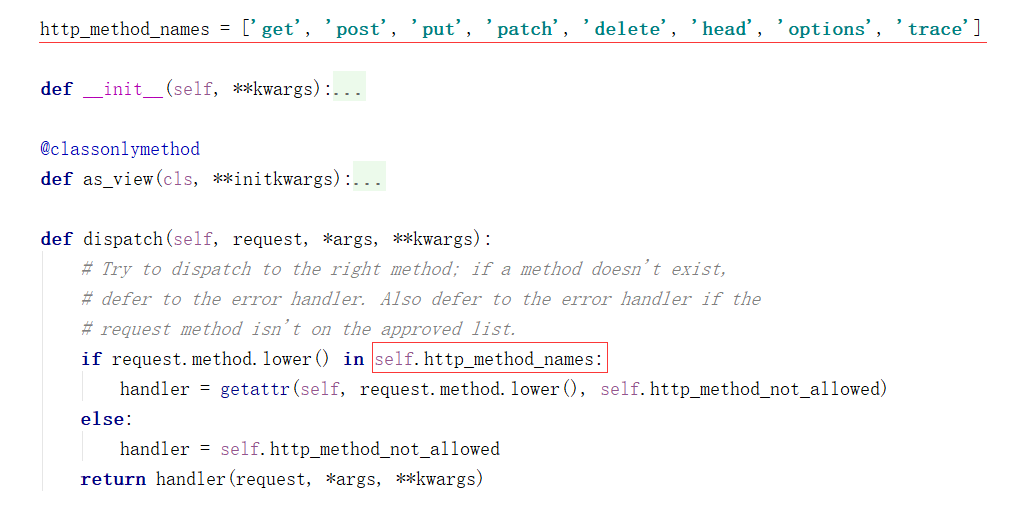 http_method_names = ['get', 'post', 'put', 'patch', 'delete', 'head', 'options', 'trace']
def __init__(self, **kwargs):...
@classonlymethod
def as_view(cls, **initkwargs):...
def dispatch(self, request, *args, **kwargs):
# Try to dispatch to the right method; if a method doesn't exist,
# defer to the error handler. Also defer to the error handler if the
# request method isn't on the approved list.
if request.method.lower() in self.http_method_names:
handler = getattr(self, request.method.lower(), self.http_method_not_allowed)
else:
handler = self.http_method_not_allowed
return handler(request, *args, **kwargs)